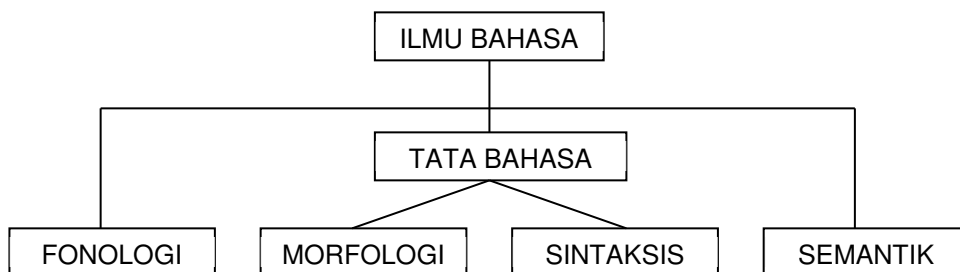 ILMU BAHASA
TATA BAHASA
FONOLOGI
MORFOLOGI
SINTAKSIS
SEMANTIK